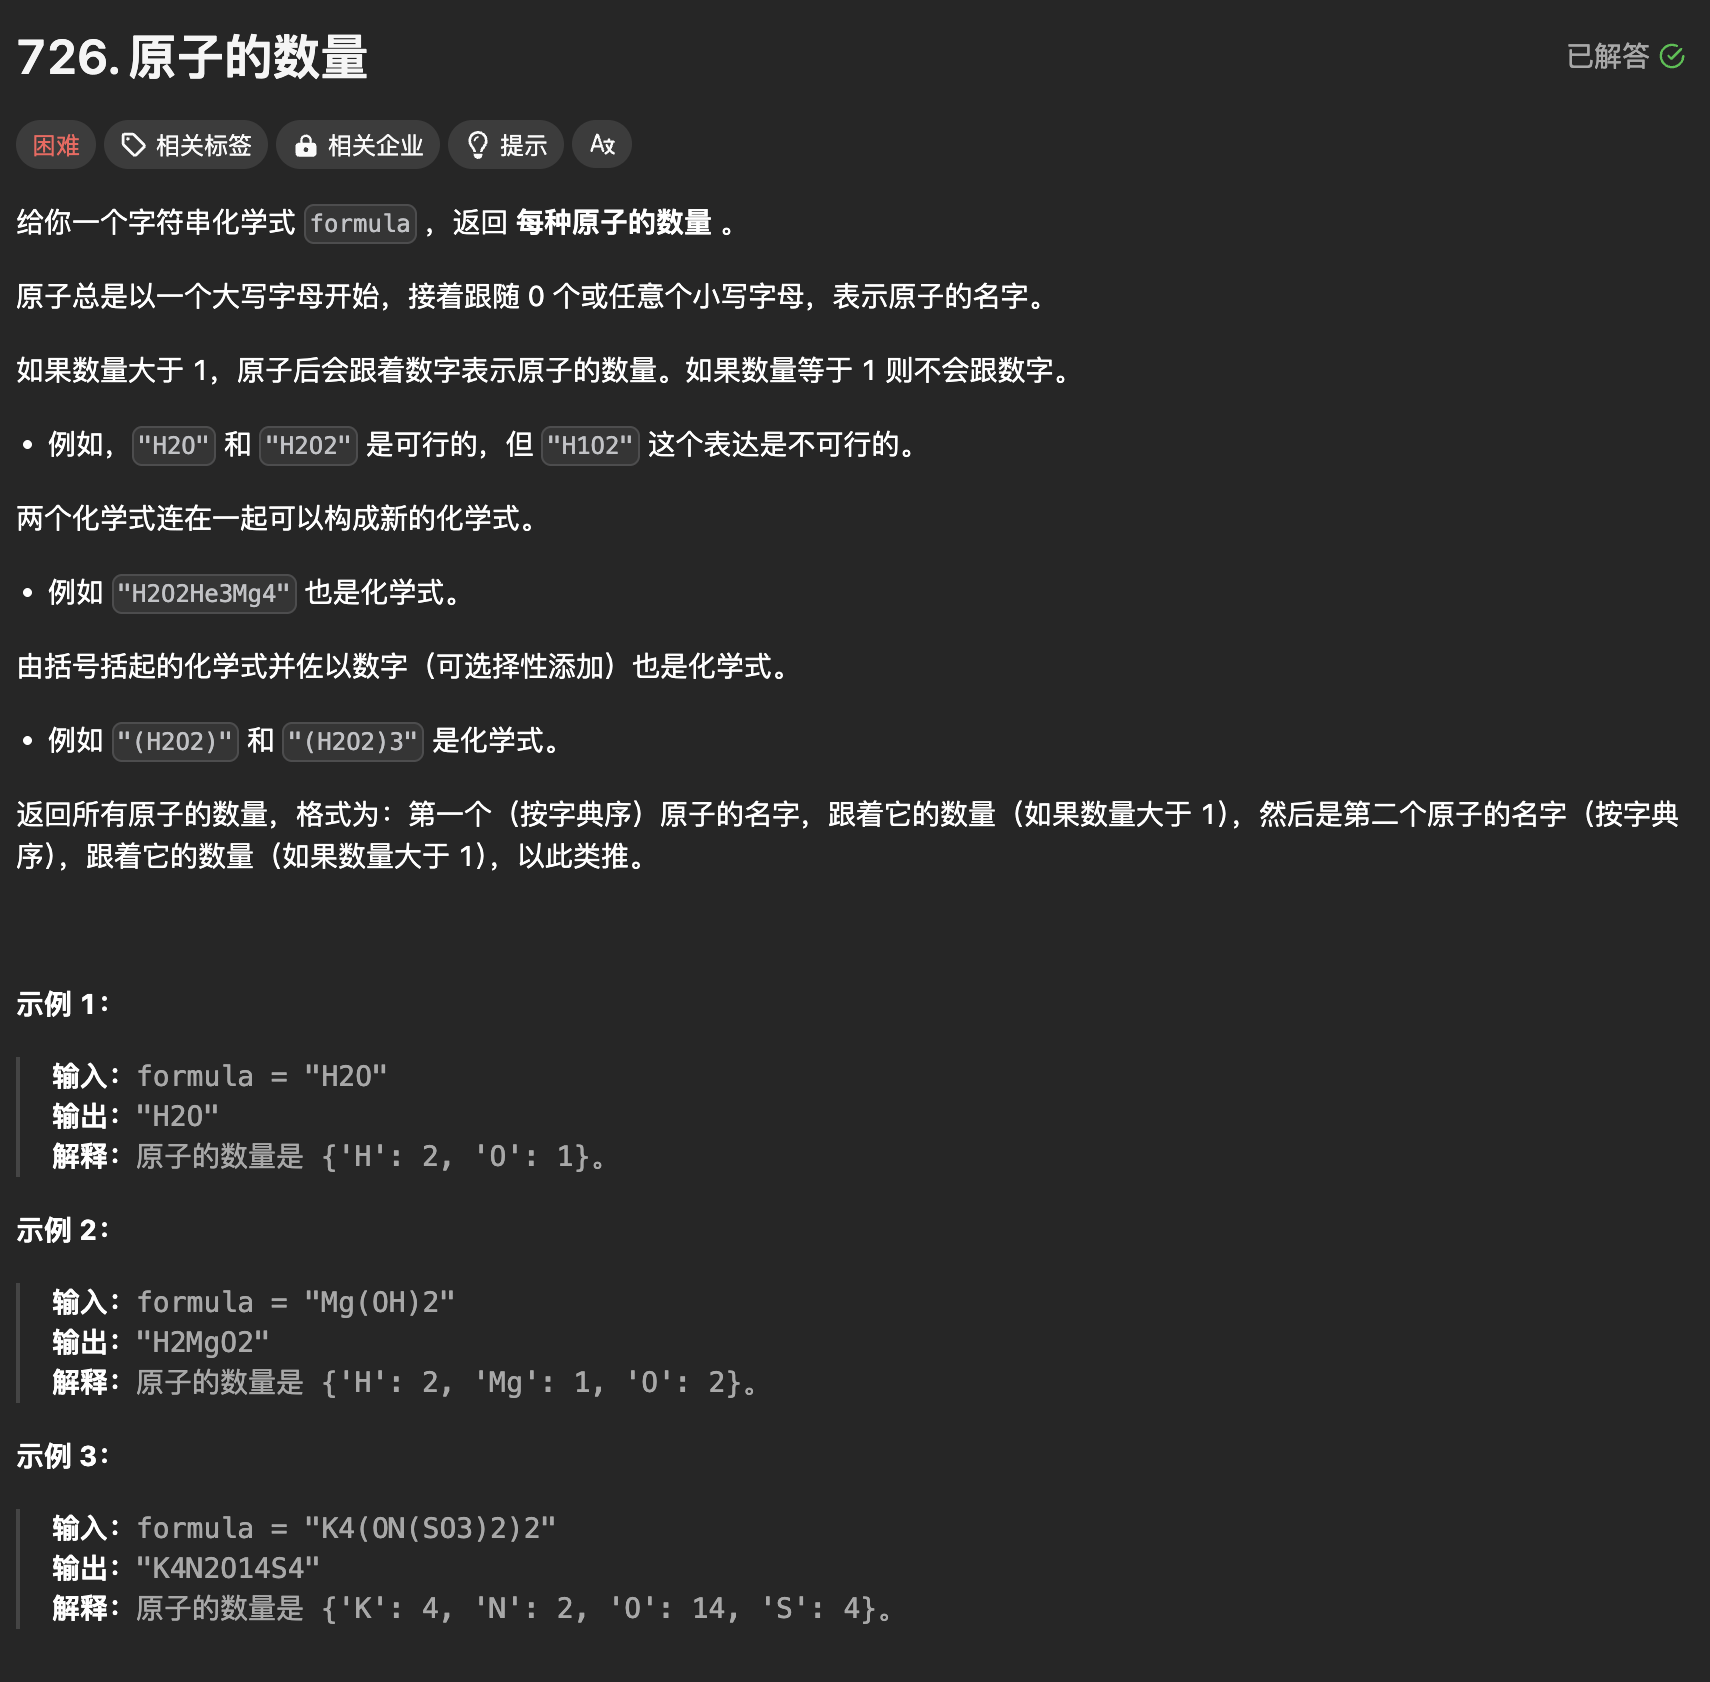 726. 原子的数量
已解答
困难 相关标签 相关企业 提示
给你一个字符串化学式 formula ，返回 每种原子的数量 。
原子总是以一个大写字母开始，接着跟随 0 个或任意个小写字母，表示原子的名字。
如果数量大于 1，原子后会跟着数字表示原子的数量。如果数量等于 1 则不会跟数字。
• 例如，"H2O" 和 "H2O2" 是可行的，但 "H1O2" 这个表达是不可行的。
两个化学式连在一起可以构成新的化学式。
• 例如 "H2O2He3Mg4" 也是化学式。
由括号括起的化学式并佐以数字（可选择性添加）也是化学式。
• 例如 "(H2O2)" 和 "(H2O2)3" 是化学式。
返回所有原子的数量，格式为：第一个（按字典序）原子的名字，跟着它的数量（如果数量大于 1），然后是第二个原子的名字（按字典
序），跟着它的数量（如果数量大于 1），以此类推。
示例 1：
输入：formula = "H2O"
输出："H2O"
解释：原子的数量是 {'H': 2, 'O': 1}。
示例 2：
输入：formula = "Mg(OH)2"
输出："H2MgO2"
解释：原子的数量是 {'H': 2, 'Mg': 1, 'O': 2}。
示例 3：
输入：formula = "K4(ON(SO3)2)2"
输出："K4N2O14S4"
解释：原子的数量是 {'K': 4, 'N': 2, 'O': 14, 'S': 4}。